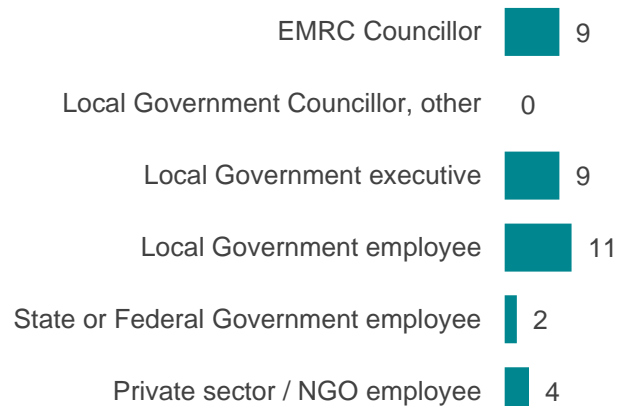 EMRC Councillor 9
Local Government Councillor, other 0
Local Government executive 9
Local Government employee 11
State or Federal Government employee 2
Private sector / NGO employee 4